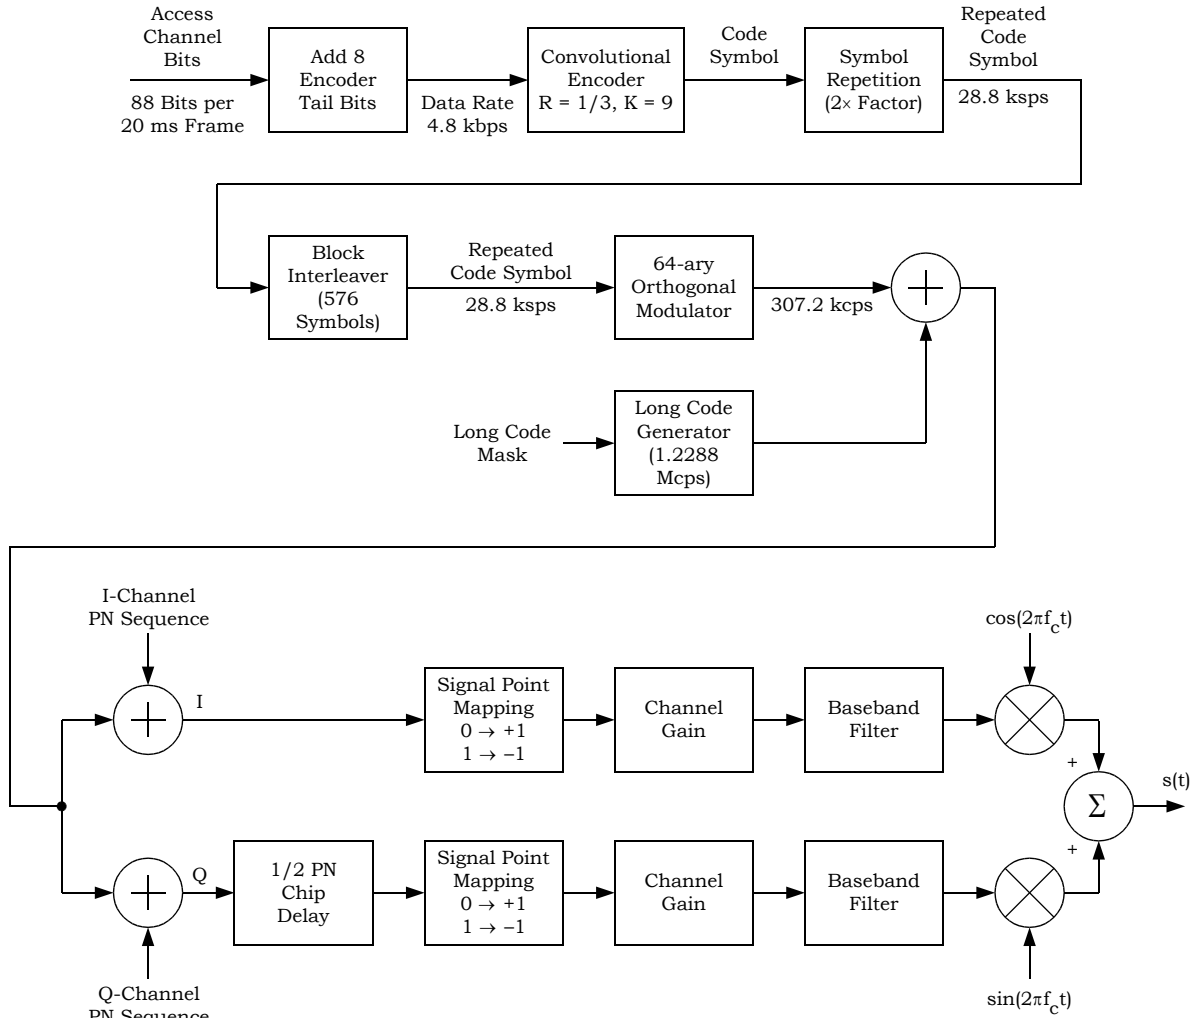 Access
Channel
Bits
88 Bits per
20 ms Frame
Add 8
Encoder
Tail Bits
Data Rate
4.8 kbps
Convolutional
Encoder
R = 1/3, K = 9
Code
Symbol
Symbol
Repetition
(2× Factor)
Repeated
Code
Symbol
28.8 ksps
Block
Interleaver
(576
Symbols)
Repeated
Code Symbol
28.8 ksps
64-ary
Orthogonal
Modulator
307.2 kcps
Long Code
Mask
Long Code
Generator
(1.2288
Mcps)
I-Channel
PN Sequence
I
Signal Point
Mapping
0 → +1
1 → –1
Channel
Gain
Baseband
Filter
cos(2πfct)
+
Σ
s(t)
+
Q
1/2 PN
Chip
Delay
Signal Point
Mapping
0 → +1
1 → –1
Channel
Gain
Baseband
Filter
sin(2πfct)
Q-Channel
PN Sequence